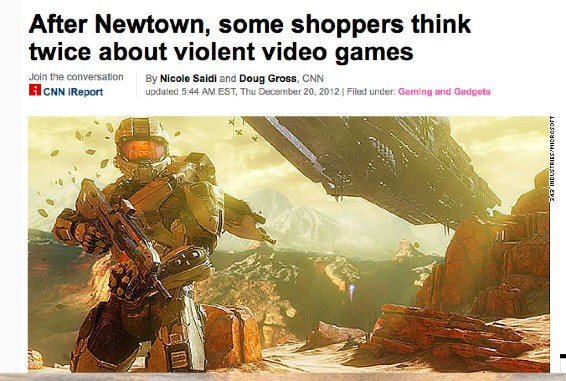 After Newtown, some shoppers think
twice about violent video games
Join the conversation
CNN iReport
By Nicole Saidi and Doug Gross, CNN
updated 5:44 AM EST, Thu December 20, 2012 | Filed under: Gaming and Gadgets
343 INDUSTRIES/MICROSOFT